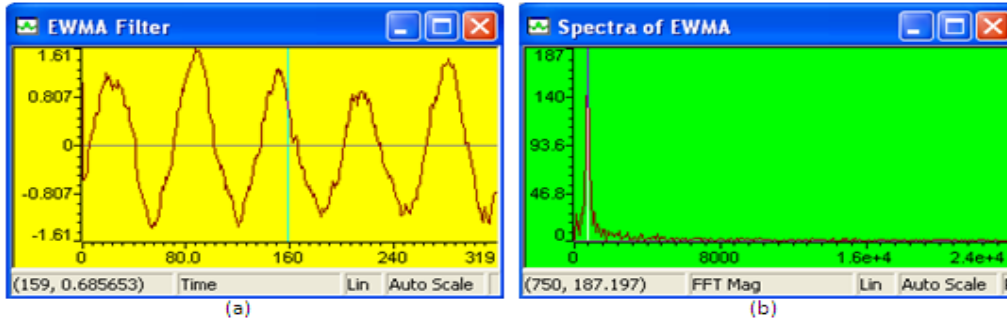 EWMA Filter
1.61
0.807
0
-0.807
-1.61
0 80.0 160 240 319
(159, 0.685653) Time Lin Auto Scale
(a)
Spectra of EWMA
187
140
93.6
46.8
0
0 8000 1.6e+4 2.4e+4
(750, 187.197) FFT Mag Lin Auto Scale
(b)